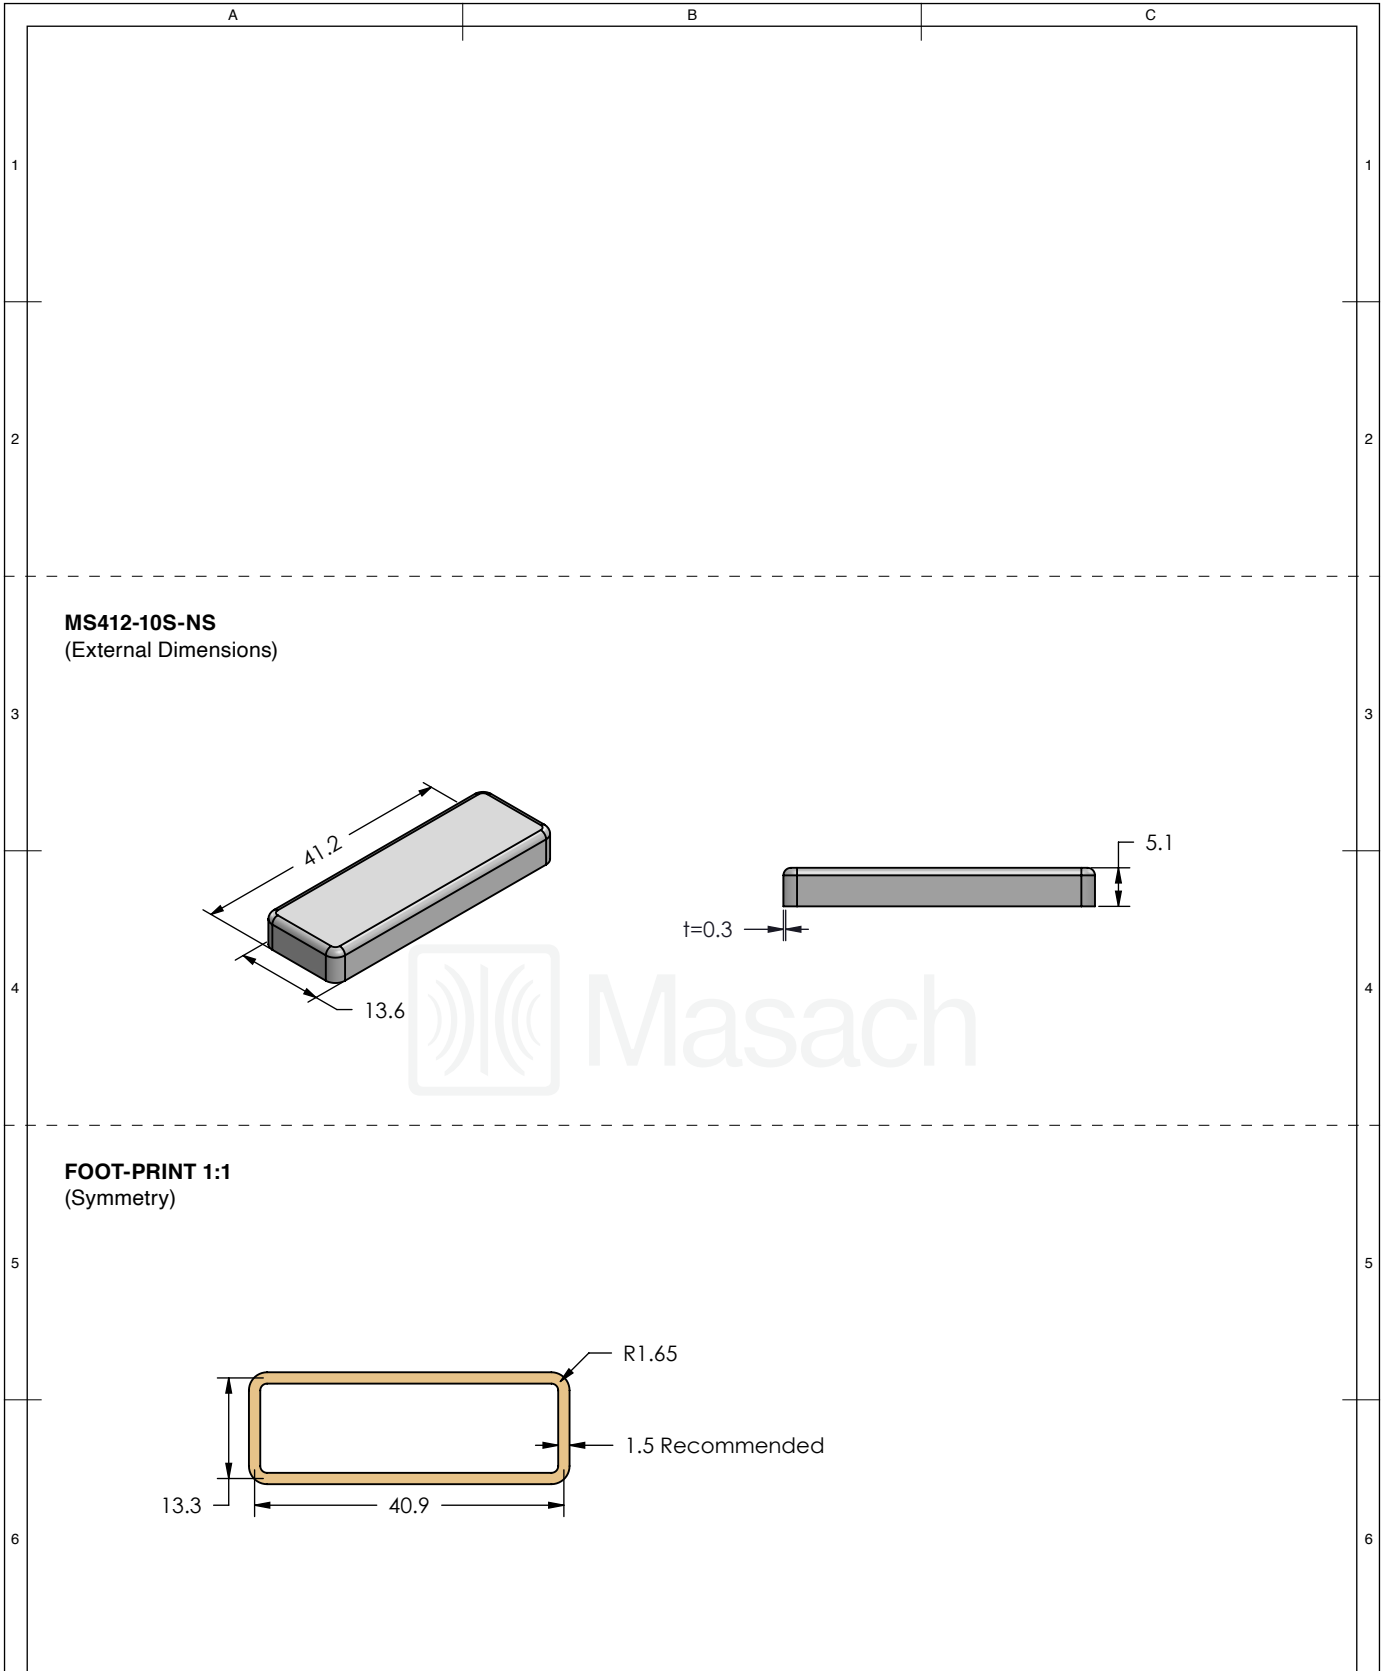 A B C
1 1
2 2
MS412-10S-NS
(External Dimensions)
3 3
41.2
5.1
t=0.3
4 4
13.6
Masach
FOOT-PRINT 1:1
(Symmetry)
5 5
R1.65
1.5 Recommended
13.3 40.9
6 6